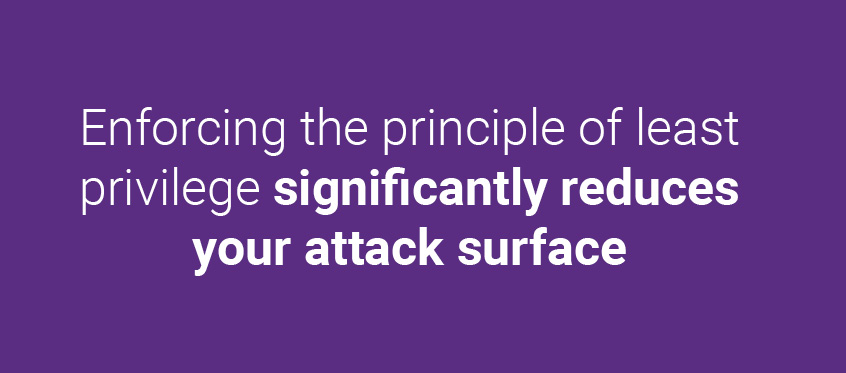 Enforcing the principle of least
privilege significantly reduces
your attack surface